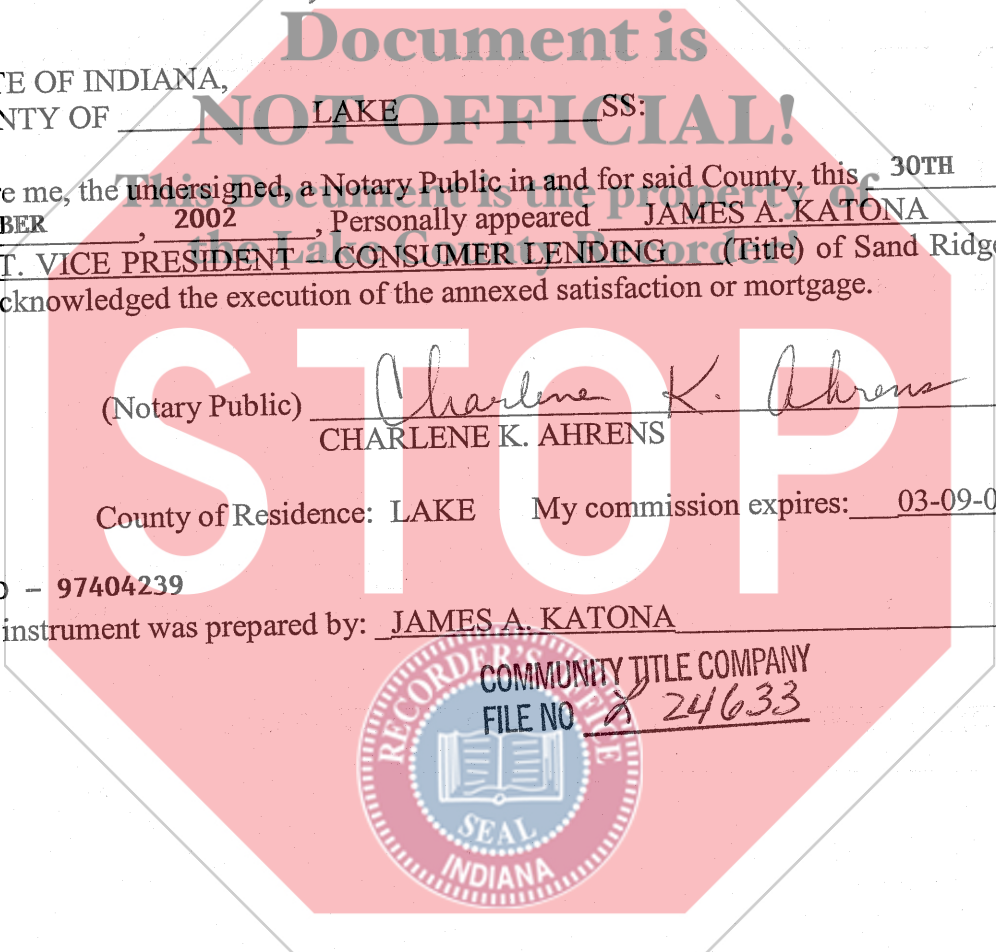 Document is
NOT OFFICIAL!
This Document is the property of
the Lake County Recorder!
TE OF INDIANA,
NTY OF LAKE SS:
re me, the undersigned, a Notary Public in and for said County, this 30TH
BER , 2002 , Personally appeared JAMES A. KATONA
T. VICE PRESIDENT – CONSUMER LENDING (Title) of Sand Ridge
cknowledged the execution of the annexed satisfaction or mortgage.
STOP
(Notary Public) Charlene K. Ahrens
CHARLENE K. AHRENS
County of Residence: LAKE My commission expires: 03-09-0
– 97404239
instrument was prepared by: JAMES A. KATONA
COMMUNITY TITLE COMPANY
FILE NO 24633
RECORDER'S OFFICE
SEAL
INDIANA